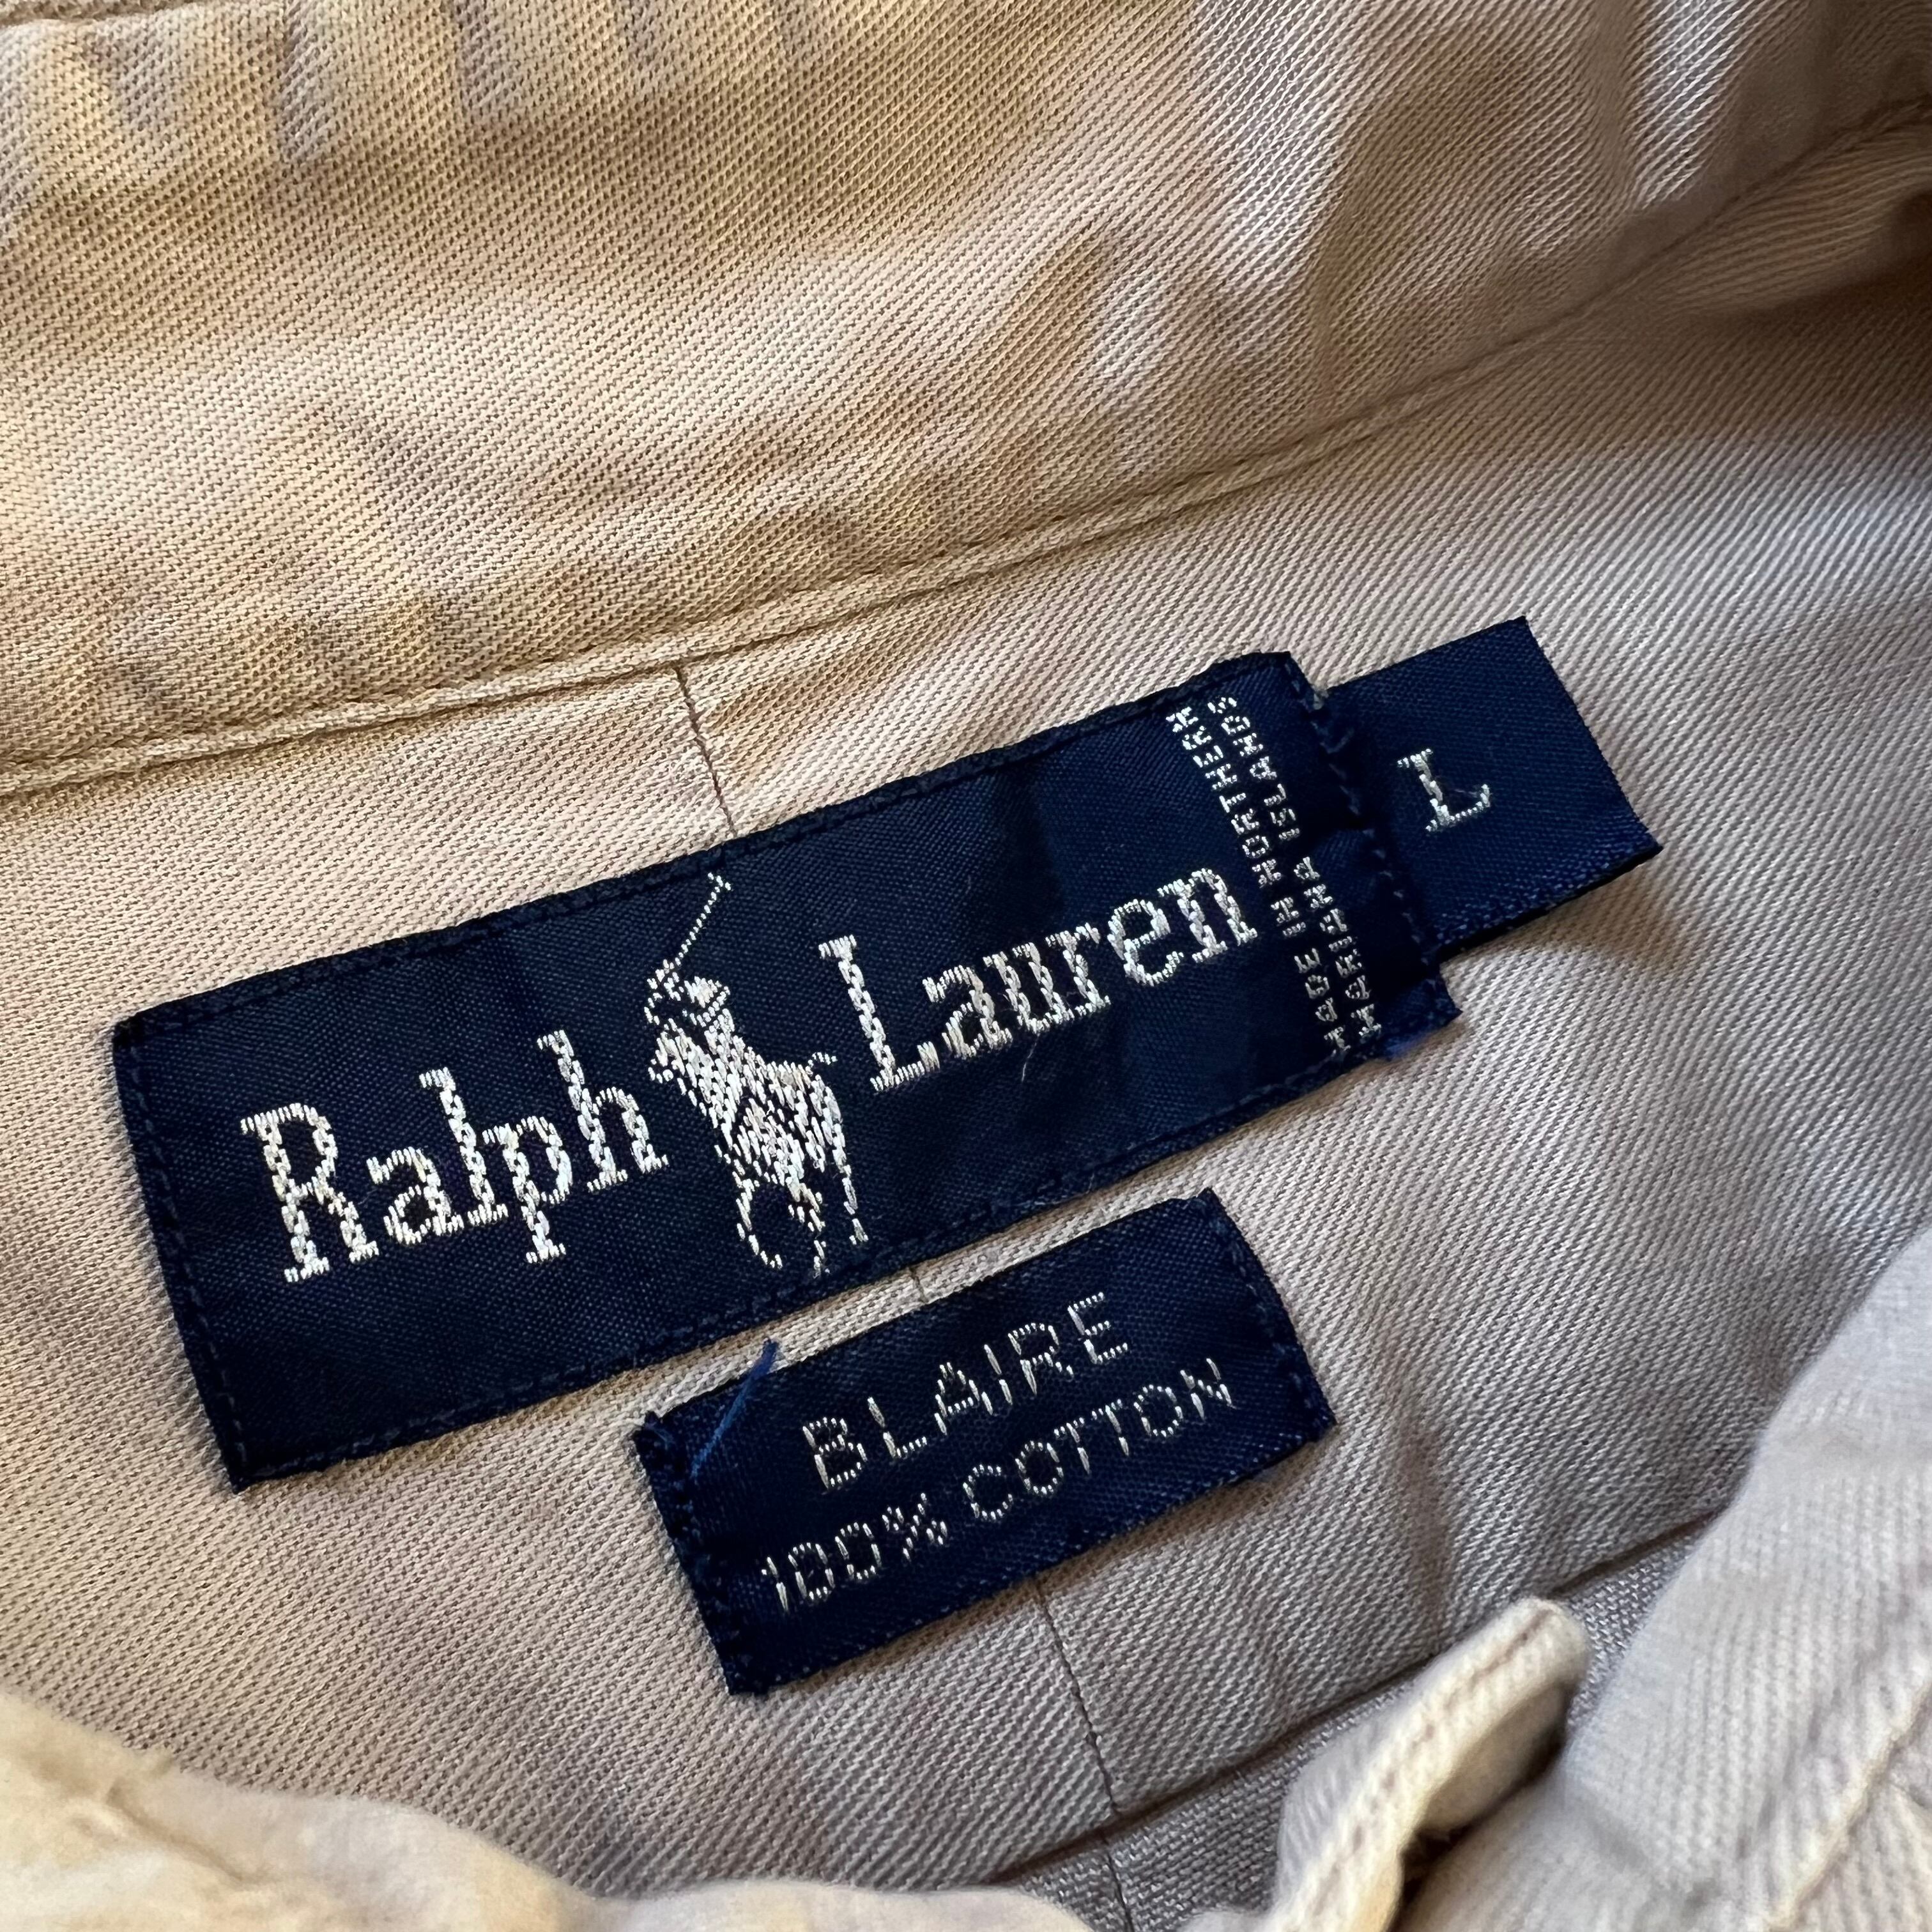 Ralph Lauren
MADE IN NORTHERN
MARIANA ISLANDS
L
BLAIRE
100% COTTON